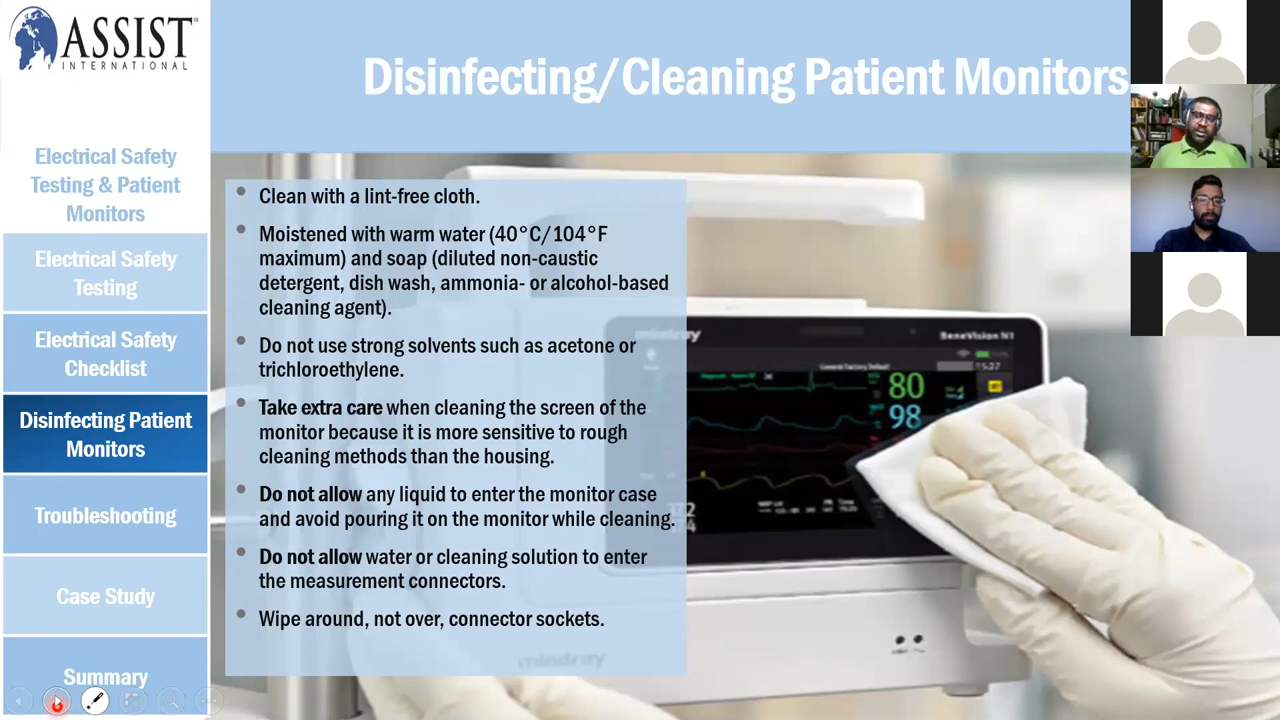 ASSIST
INTERNATIONAL
Disinfecting/Cleaning Patient Monitors
Electrical Safety
Testing & Patient
Monitors
Electrical Safety
Testing
Electrical Safety
Checklist
Disinfecting Patient
Monitors
Troubleshooting
Case Study
Summary
Clean with a lint-free cloth.
Moistened with warm water (40°C/104°F
maximum) and soap (diluted non-caustic
detergent, dish wash, ammonia- or alcohol-based
cleaning agent).
Do not use strong solvents such as acetone or
trichloroethylene.
Take extra care when cleaning the screen of the
monitor because it is more sensitive to rough
cleaning methods than the housing.
Do not allow any liquid to enter the monitor case
and avoid pouring it on the monitor while cleaning.
Do not allow water or cleaning solution to enter
the measurement connectors.
Wipe around, not over, connector sockets.
mindray
BeneVision N1
General Factory Default
15:27
80
98
mindray